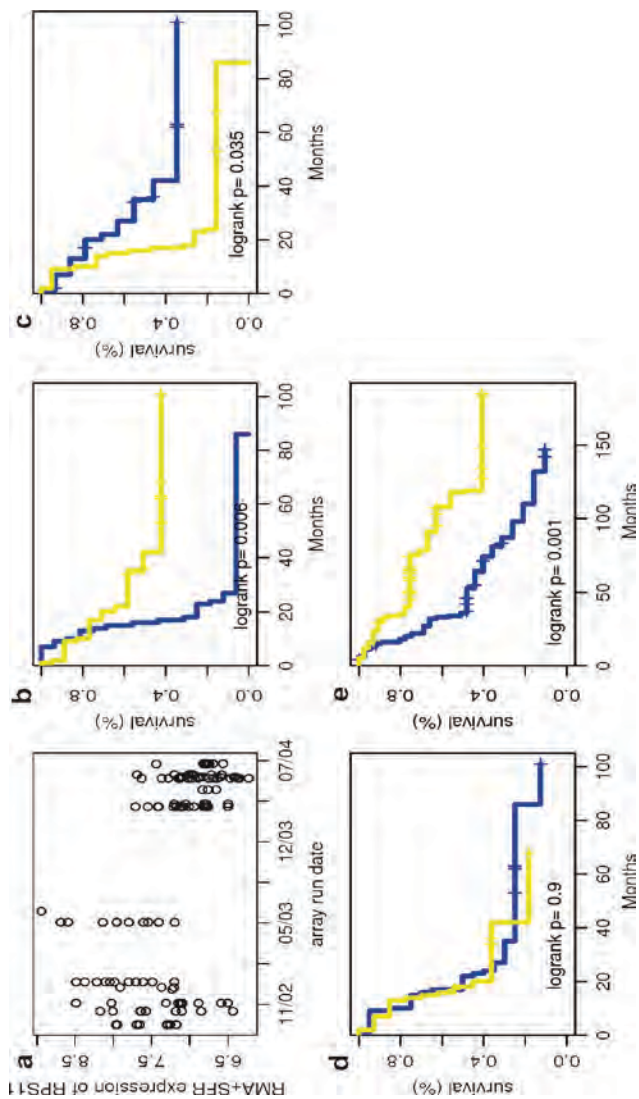 a
RMA+SFR expression of RPS11
8.5
7.5
6.5
11/02
05/03
12/03
07/04
array run date
b
survival (%)
0.8
0.4
0.0
logrank p= 0.006
0
20
40
60
80
100
Months
c
survival (%)
0.8
0.4
0.0
logrank p= 0.035
0
20
40
60
80
100
Months
d
survival (%)
0.8
0.4
0.0
logrank p= 0.9
0
20
40
60
80
100
Months
e
survival (%)
0.8
0.4
0.0
logrank p= 0.001
0
50
100
150
Months